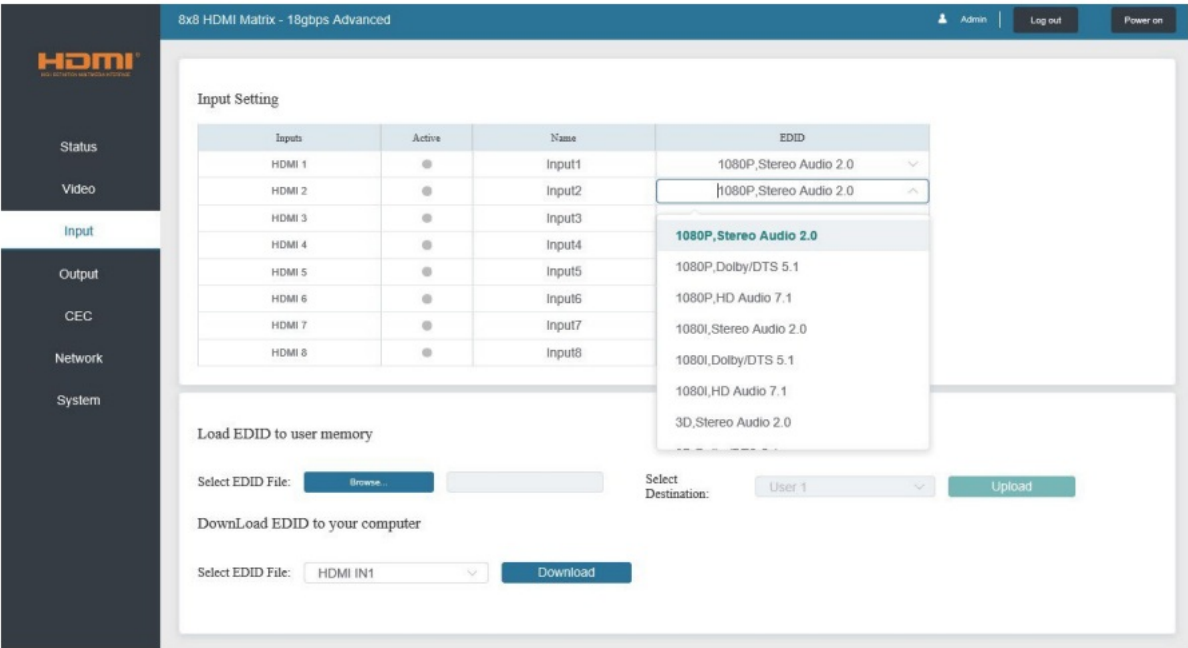 8x8 HDMI Matrix - 18gbps Advanced
Admin
Log out
Power on
HDMI
Status
Video
Input
Output
CEC
Network
System
Input Setting
Inputs Active Name EDID
HDMI 1 Input1 1080P,Stereo Audio 2.0
HDMI 2 Input2 1080P,Stereo Audio 2.0
HDMI 3 Input3
HDMI 4 Input4
HDMI 5 Input5
HDMI 6 Input6
HDMI 7 Input7
HDMI 8 Input8
1080P,Stereo Audio 2.0
1080P,Dolby/DTS 5.1
1080P,HD Audio 7.1
1080I,Stereo Audio 2.0
1080I,Dolby/DTS 5.1
1080I,HD Audio 7.1
3D,Stereo Audio 2.0
Load EDID to user memory
Select EDID File: Browse...
Select
Destination: User 1 Upload
DownLoad EDID to your computer
Select EDID File: HDMI IN1 Download